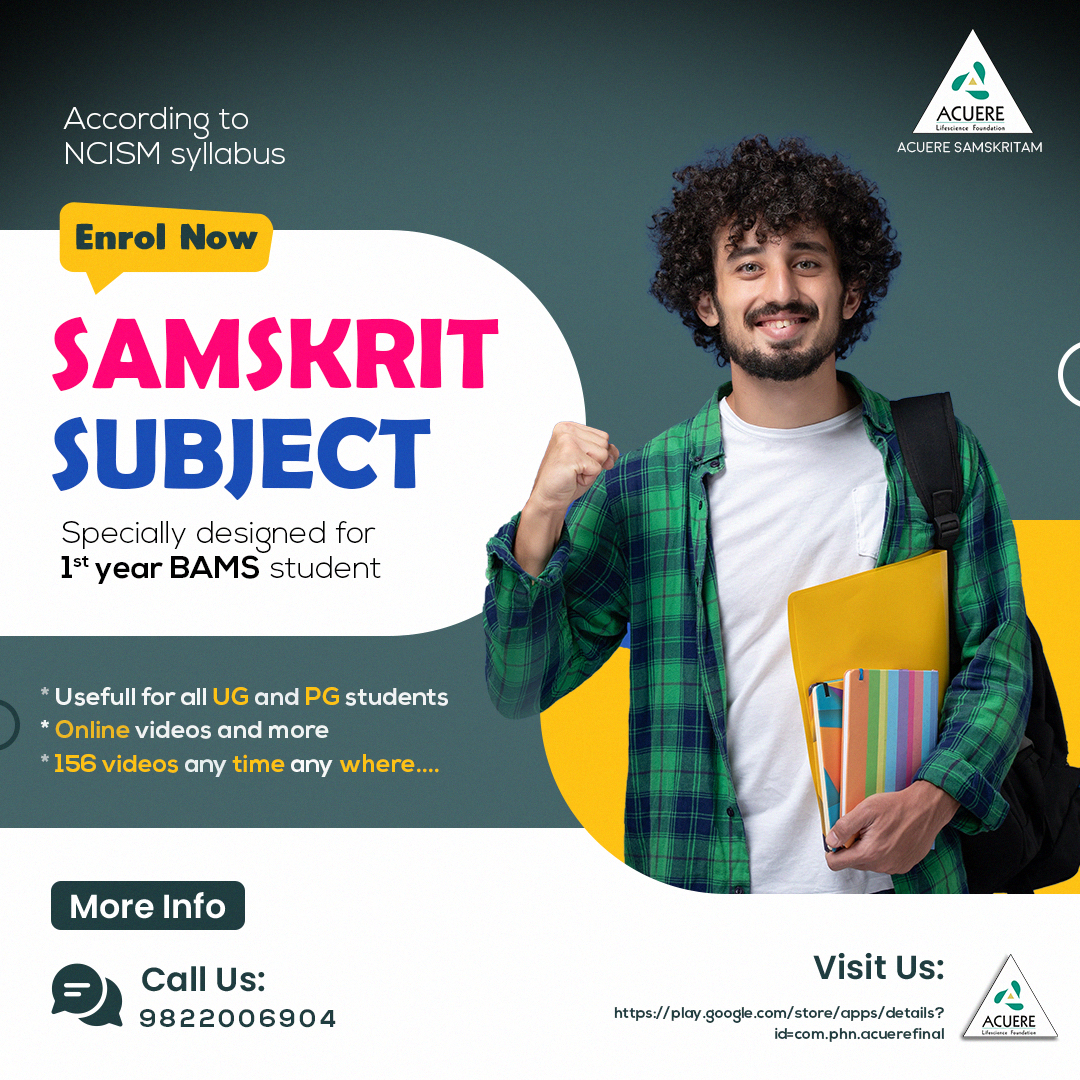 According to
NCISM syllabus
ACUERE
Lifescience Foundation
ACUERE SAMSKRITAM
Enrol Now
SAMSKRIT
SUBJECT
Specially designed for
1st year BAMS student
* Usefull for all UG and PG students
* Online videos and more
* 156 videos any time any where....
More Info
Call Us:
9822006904
Visit Us:
https://play.google.com/store/apps/details?
id=com.phn.acuerefinal
ACUERE
Lifescience Foundation